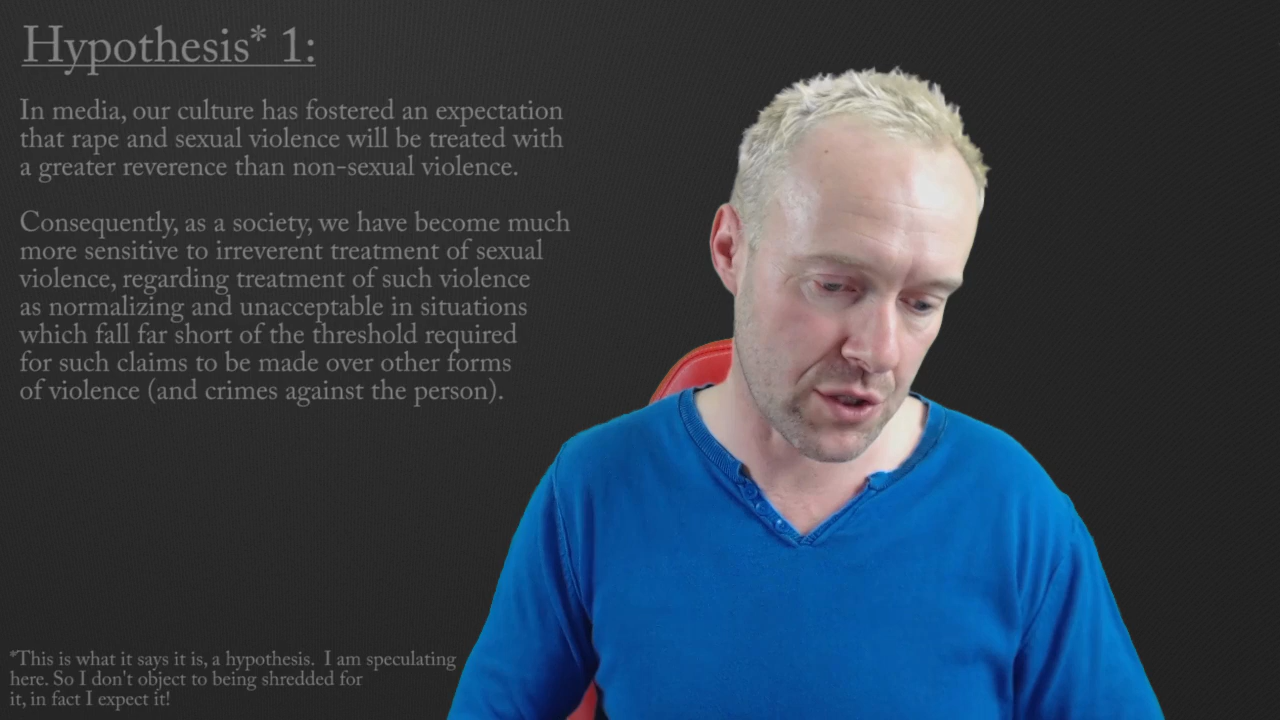 Hypothesis* 1:
In media, our culture has fostered an expectation
that rape and sexual violence will be treated with
a greater reverence than non-sexual violence.
Consequently, as a society, we have become much
more sensitive to irreverent treatment of sexual
violence, regarding treatment of such violence
as normalizing and unacceptable in situations
which fall far short of the threshold required
for such claims to be made over other forms
of violence (and crimes against the person).
*This is what it says it is, a hypothesis.  I am speculating
here. So I don't object to being shredded for
it, in fact I expect it!